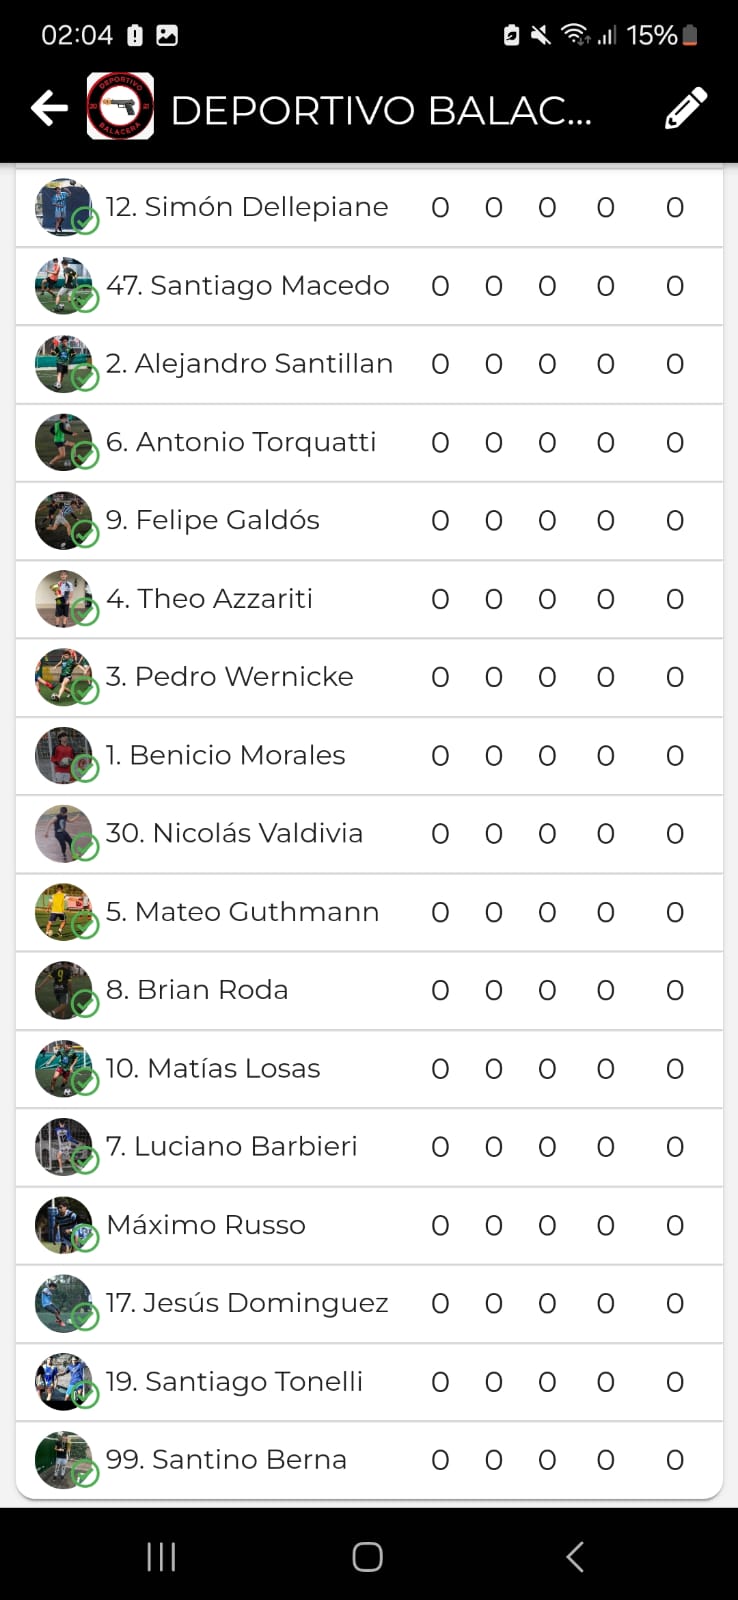 02:04 15%
DEPORTIVO BALACERA 20 21
DEPORTIVO BALAC...
12. Simón Dellepiane 0 0 0 0 0
47. Santiago Macedo 0 0 0 0 0
2. Alejandro Santillan 0 0 0 0 0
6. Antonio Torquatti 0 0 0 0 0
9. Felipe Galdós 0 0 0 0 0
4. Theo Azzariti 0 0 0 0 0
3. Pedro Wernicke 0 0 0 0 0
1. Benicio Morales 0 0 0 0 0
30. Nicolás Valdivia 0 0 0 0 0
5. Mateo Guthmann 0 0 0 0 0
8. Brian Roda 0 0 0 0 0
10. Matías Losas 0 0 0 0 0
7. Luciano Barbieri 0 0 0 0 0
Máximo Russo 0 0 0 0 0
17. Jesús Dominguez 0 0 0 0 0
19. Santiago Tonelli 0 0 0 0 0
99. Santino Berna 0 0 0 0 0